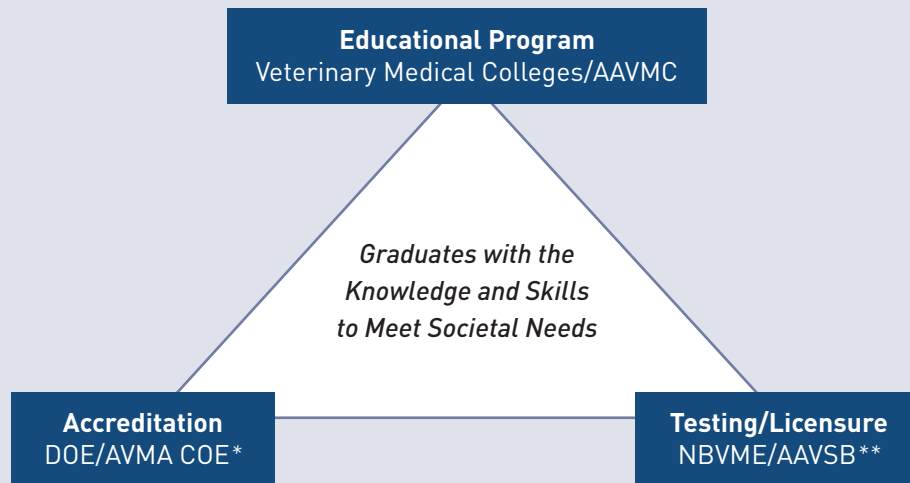 Educational Program
Veterinary Medical Colleges/AAVMC
Graduates with the
Knowledge and Skills
to Meet Societal Needs
Accreditation
DOE/AVMA COE*
Testing/Licensure
NBVME/AAVSB**